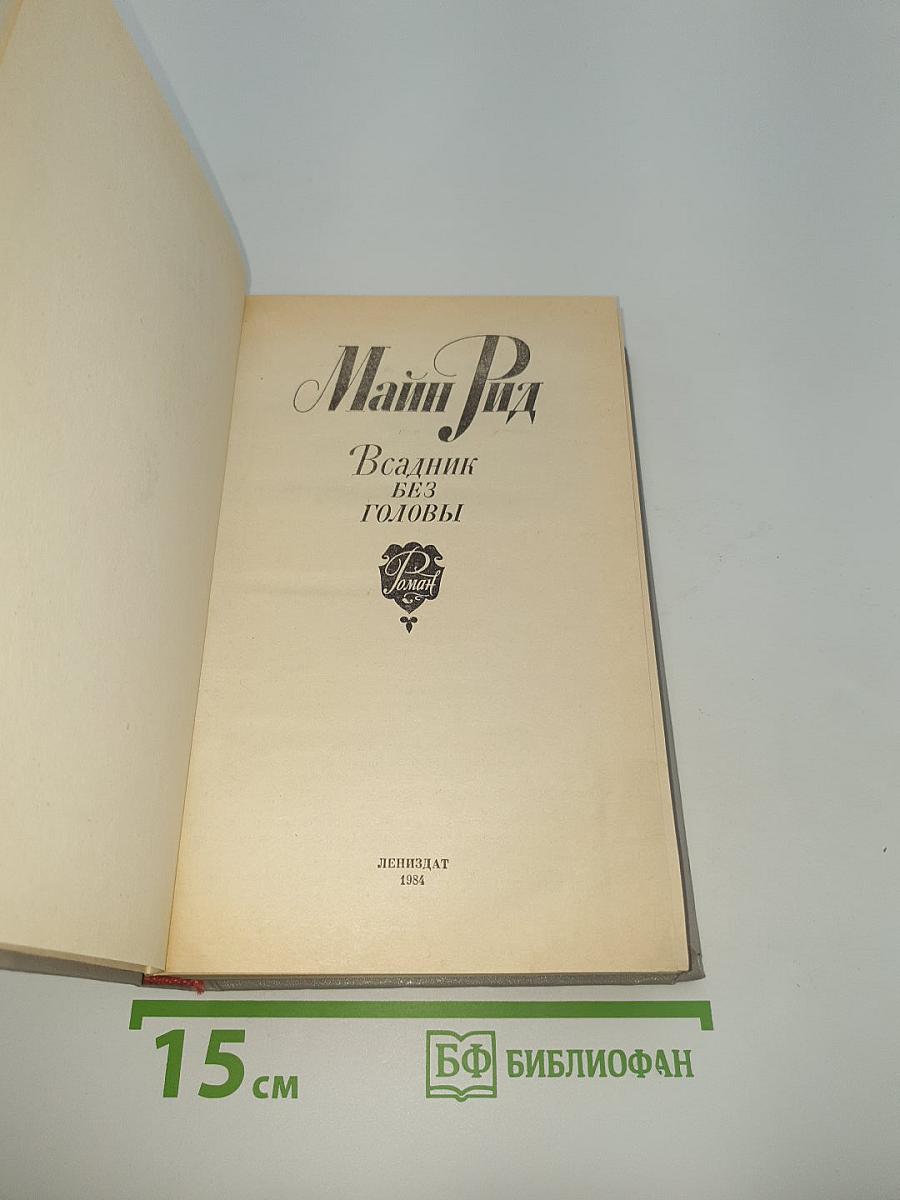 Майн Рид
Всадник
без
головы
Роман
ЛЕНИЗДАТ
1984
15 см
БФ БИБЛИОФАН